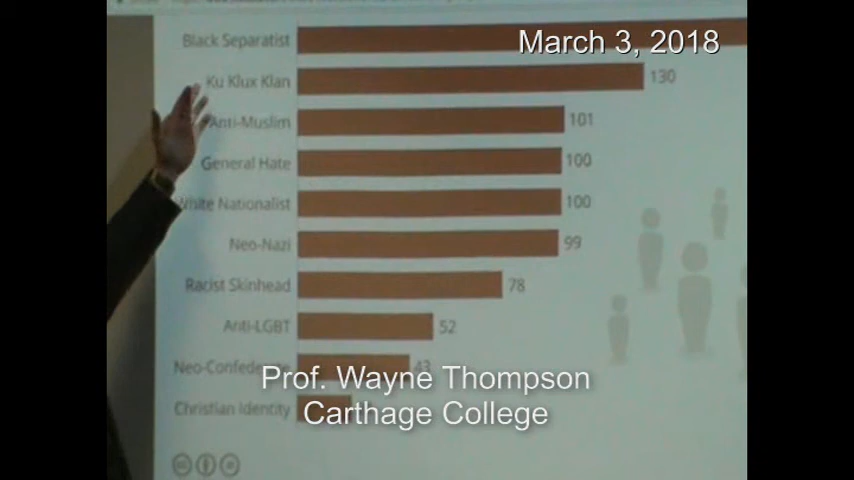 March 3, 2018
Black Separatist
Ku Klux Klan 130
Anti-Muslim 101
General Hate 100
White Nationalist 100
Neo-Nazi 99
Racist Skinhead 78
Anti-LGBT 52
Neo-Confederate 43
Christian Identity
Prof. Wayne Thompson
Carthage College